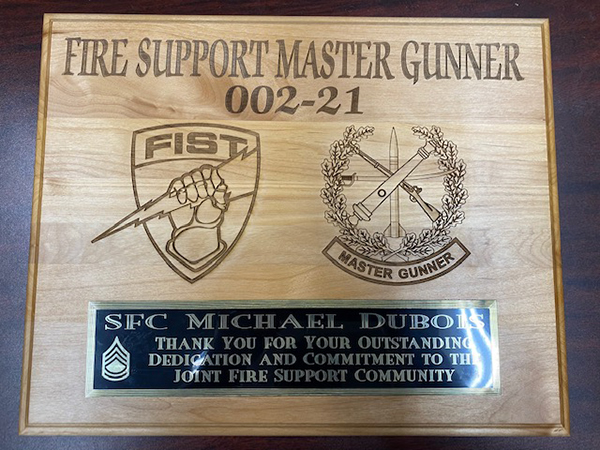 FIRE SUPPORT MASTER GUNNER
002-21
FIST
MASTER GUNNER
SFC MICHAEL DUBOIS
THANK YOU FOR YOUR OUTSTANDING
DEDICATION AND COMMITMENT TO THE
JOINT FIRE SUPPORT COMMUNITY